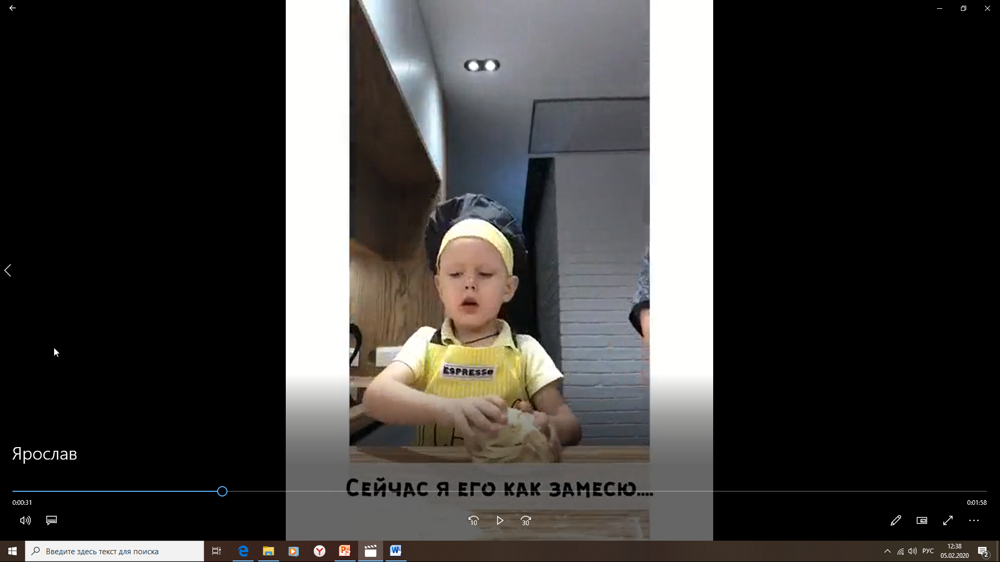 ESPRESSO
Ярослав
Сейчас я его как замесю....
0:00:31
0:01:58
10
30
Введите здесь текст для поиска
РУС
12:38
05.02.2020
2